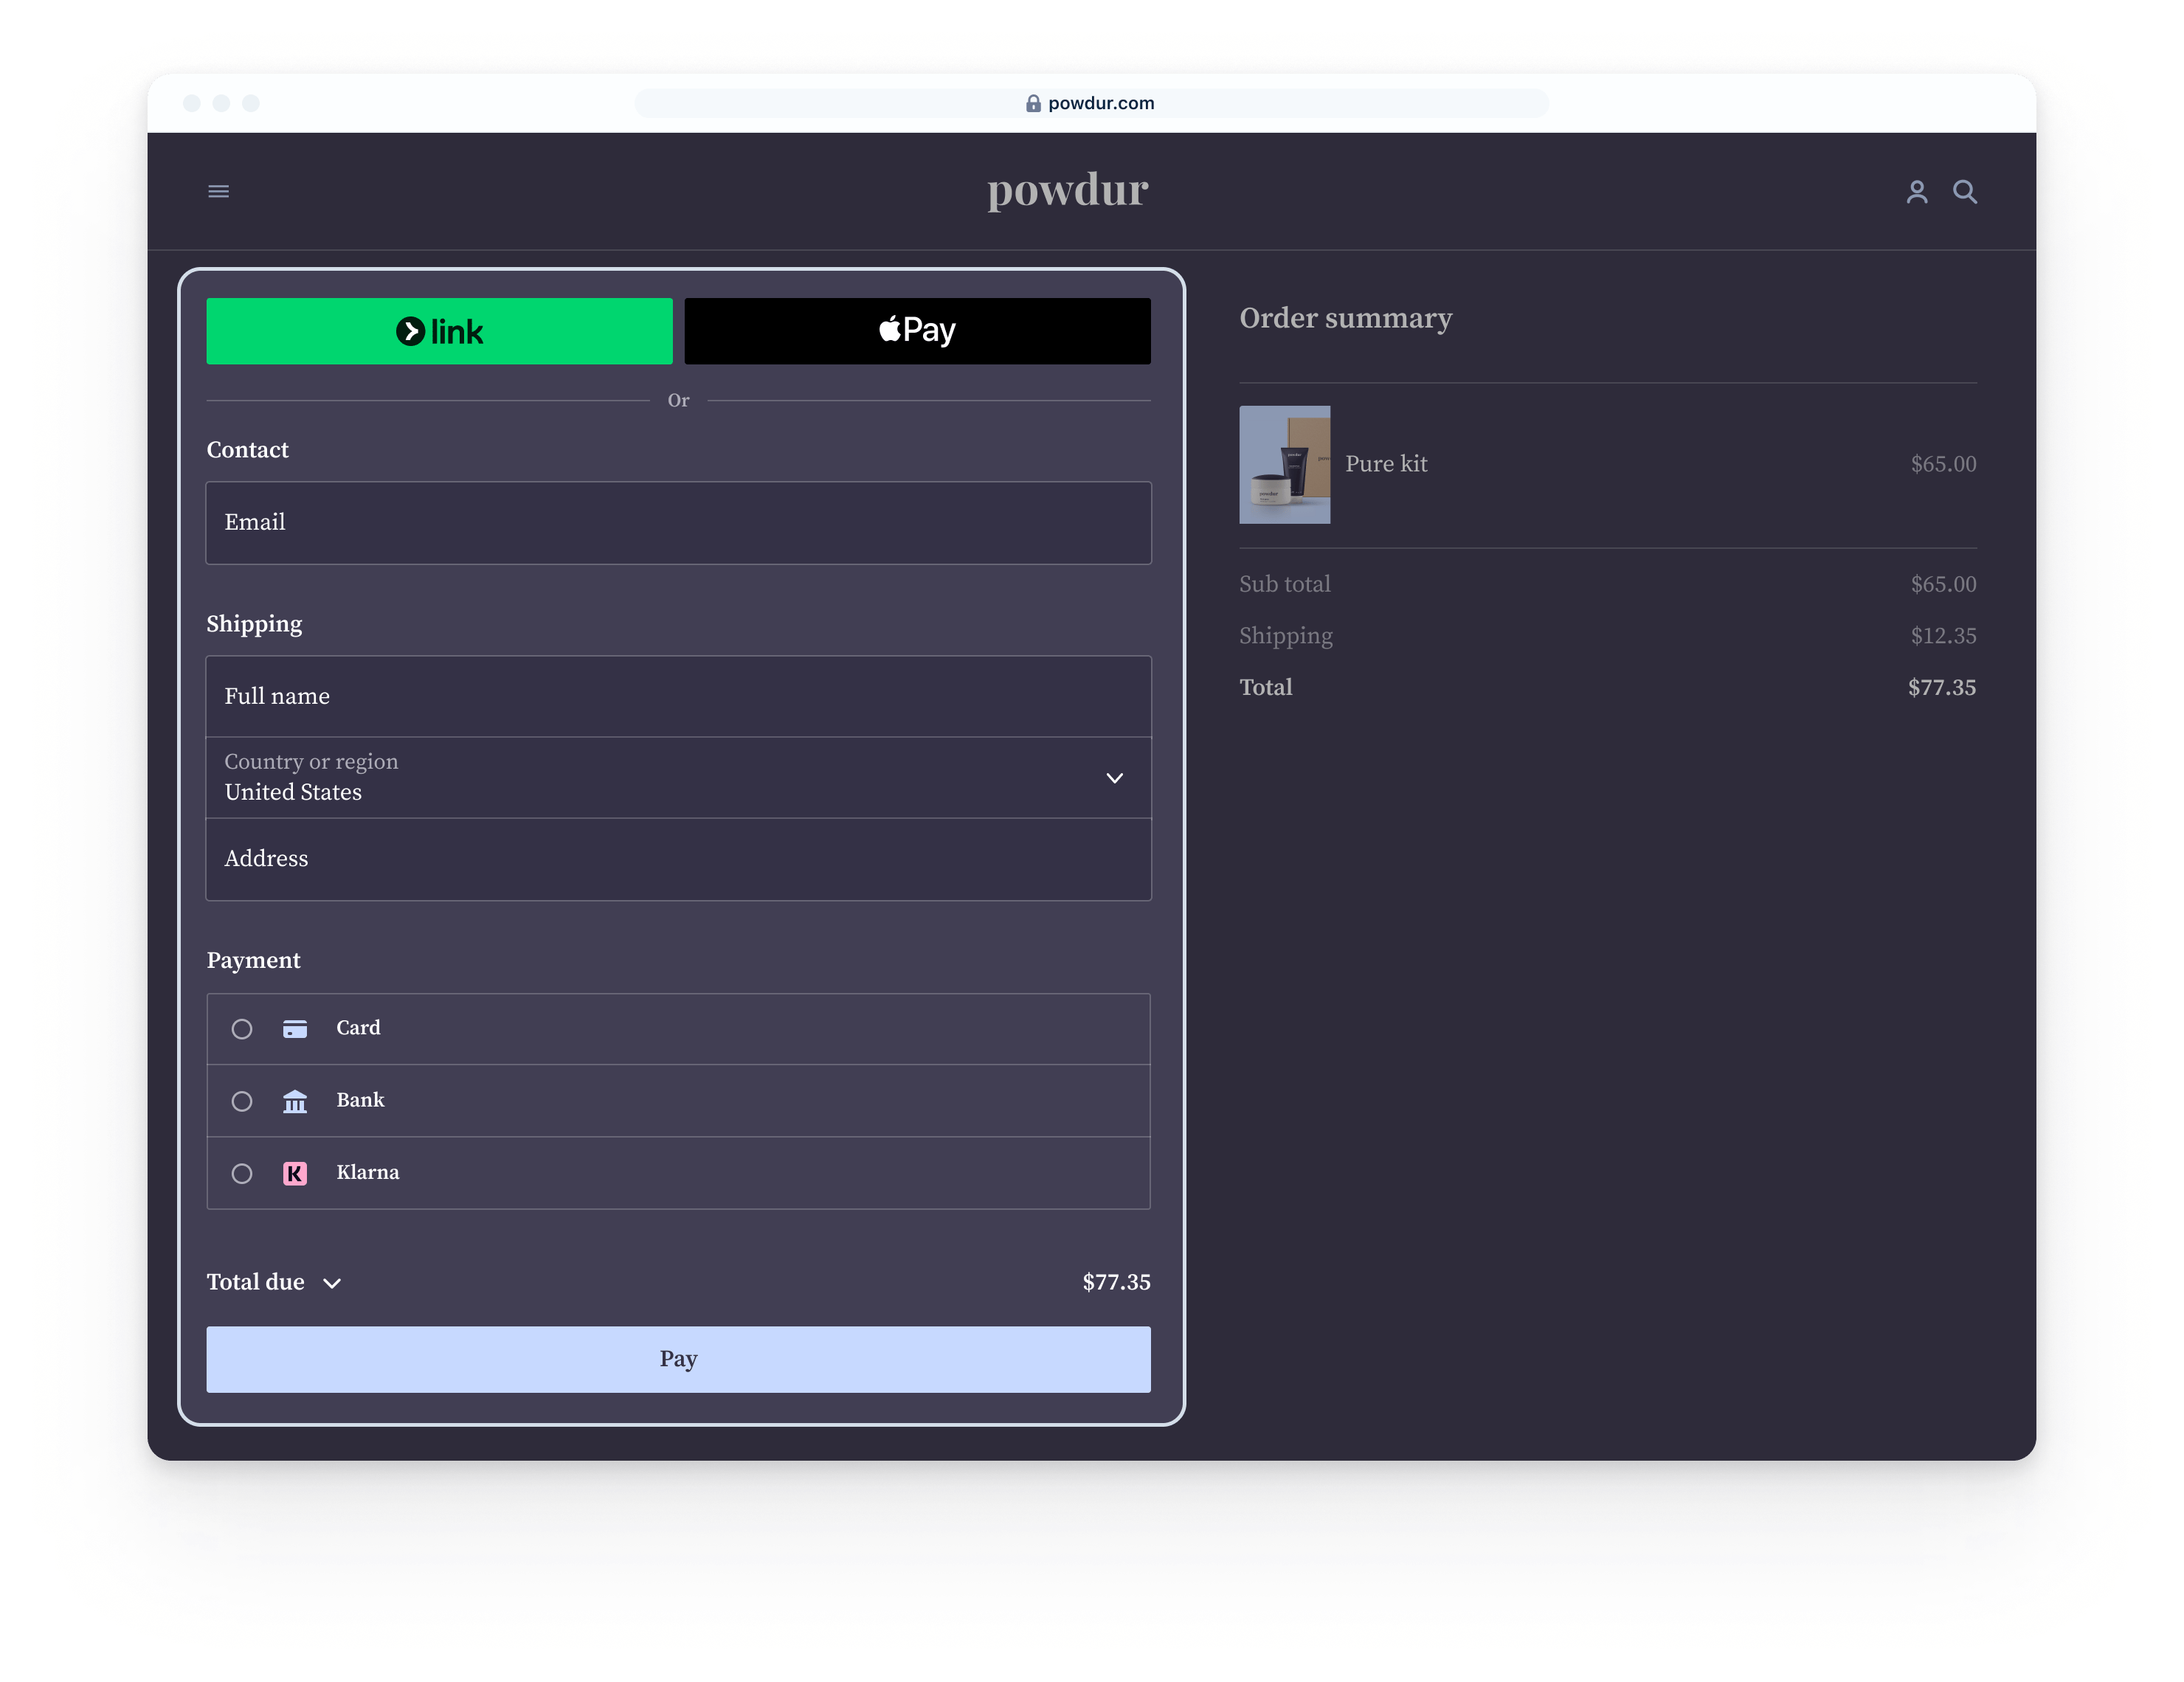 powdur.com
powdur
link
Pay
Or
Contact
Email
Shipping
Full name
Country or region
United States
Address
Payment
Card
Bank
K
Klarna
Total due $77.35
Pay
Order summary
powdur
powdur
Pure kit $65.00
Sub total $65.00
Shipping $12.35
Total $77.35